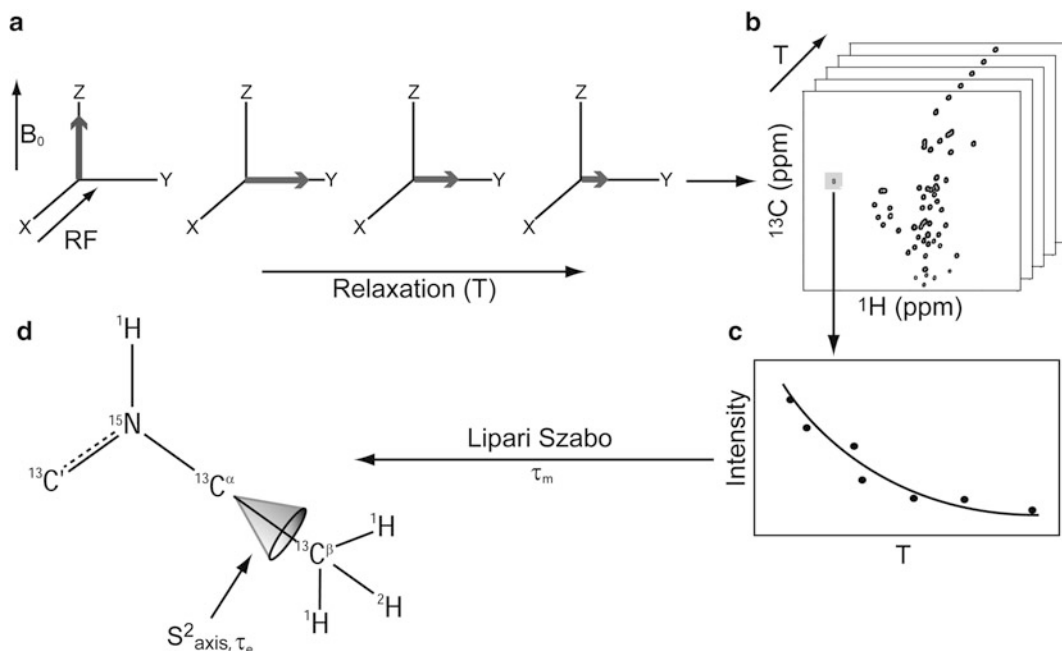 a
B₀
Z
Y
X
RF
Z
Y
X
Z
Y
X
Z
Y
X
Relaxation (T)
b
T
¹³C (ppm)
¹H (ppm)
c
Intensity
T
Lipari Szabo
τₘ
d
¹H
¹⁵N
¹³C'
¹³Cᵅ
¹³Cᵝ
¹H
²H
¹H
S²axis, τₑ